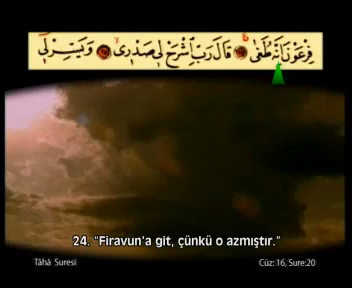 فِرْعَوْنَ اِنَّهُ طَغٰى قَالَ رَبِّ اشْرَحْ لٖى صَدْرٖى وَيَسِّرْ لٖٓى
24. "Firavun'a git, çünkü o azmıştır."
Tâhâ Suresi
Cüz: 16, Sure:20